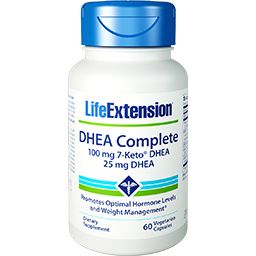 LifeExtension®
DHEA Complete
100 mg 7-Keto® DHEA
25 mg DHEA
Promotes Optimal Hormone Levels
and Weight Management*
Dietary
Supplement
60 Vegetarian
Capsules